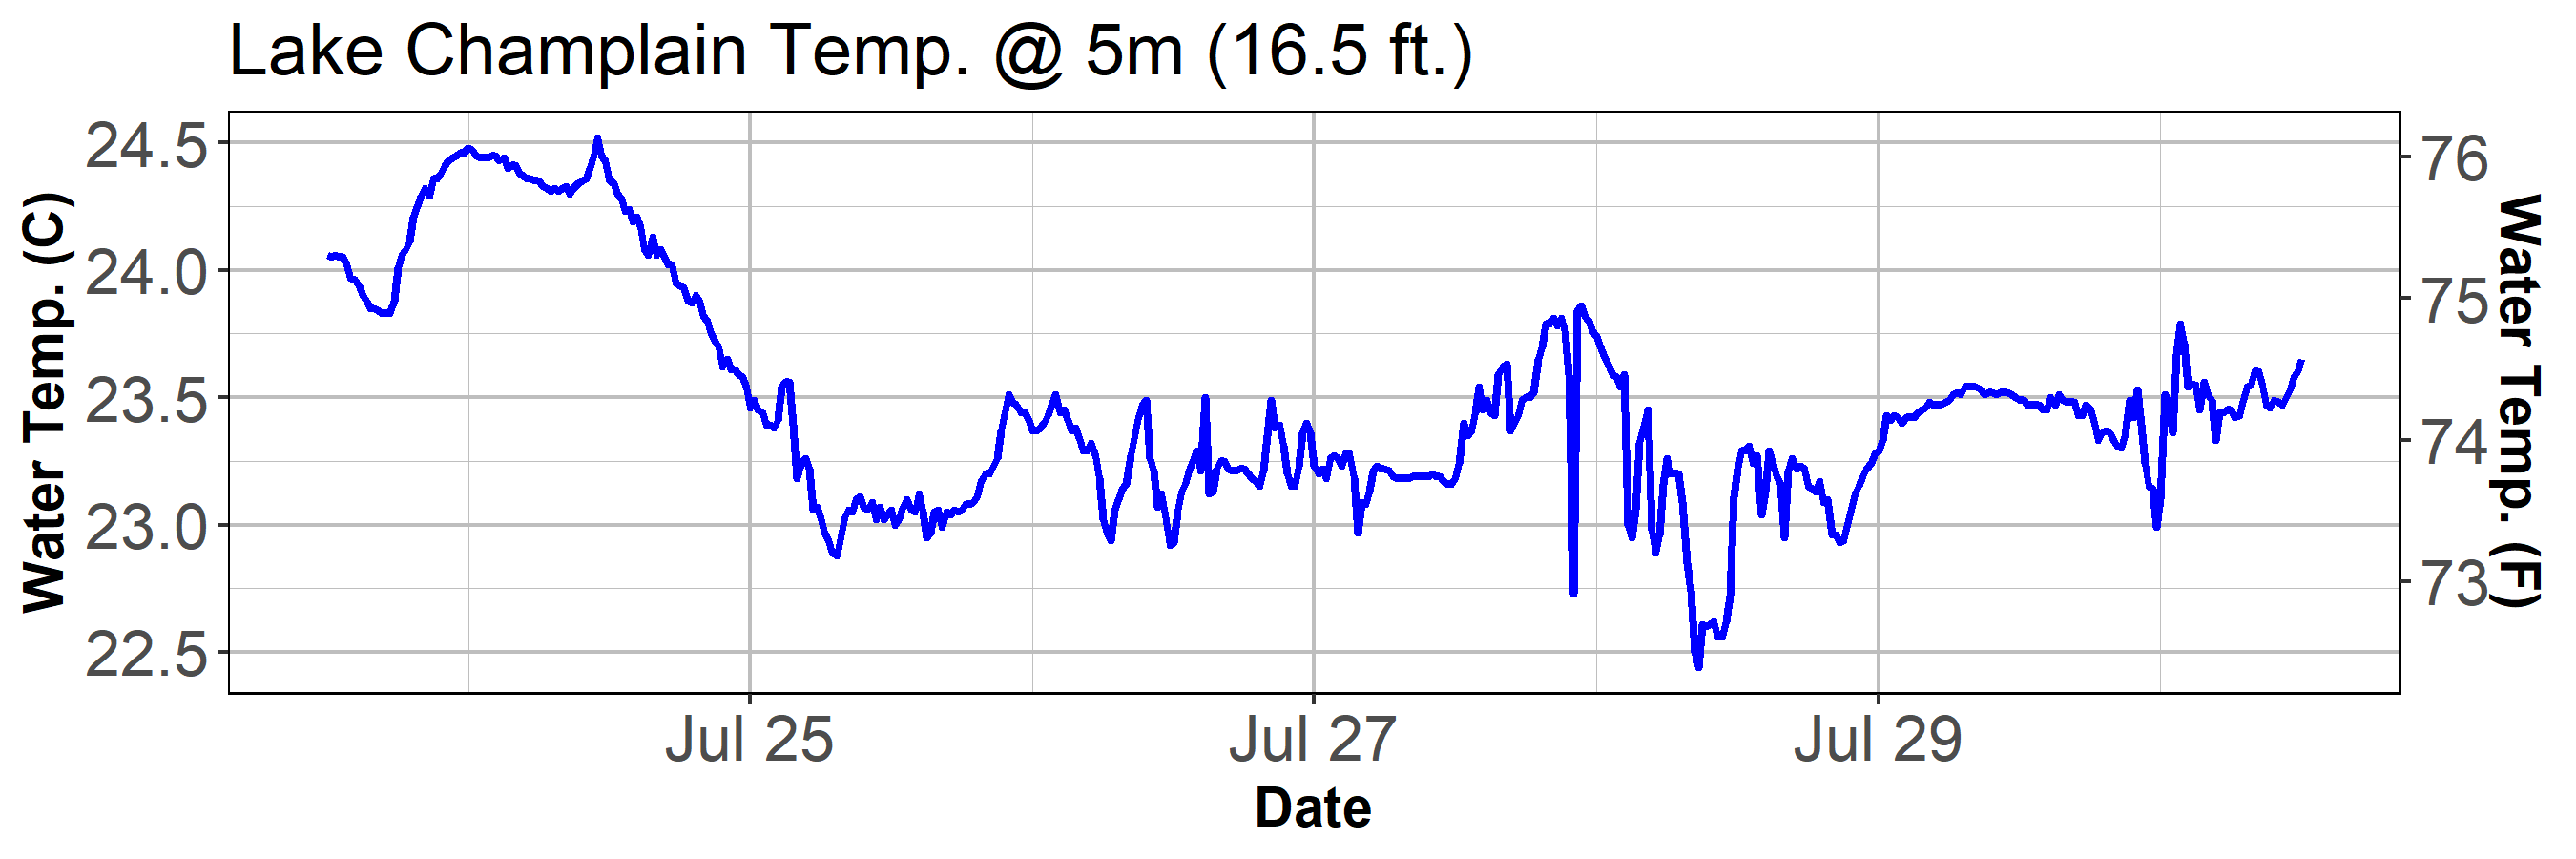 Lake Champlain Temp. @ 5m (16.5 ft.)
Water Temp. (C)
24.5
24.0
23.5
23.0
22.5
76
75
74
73
Water Temp. (F)
Jul 25 Jul 27 Jul 29
Date